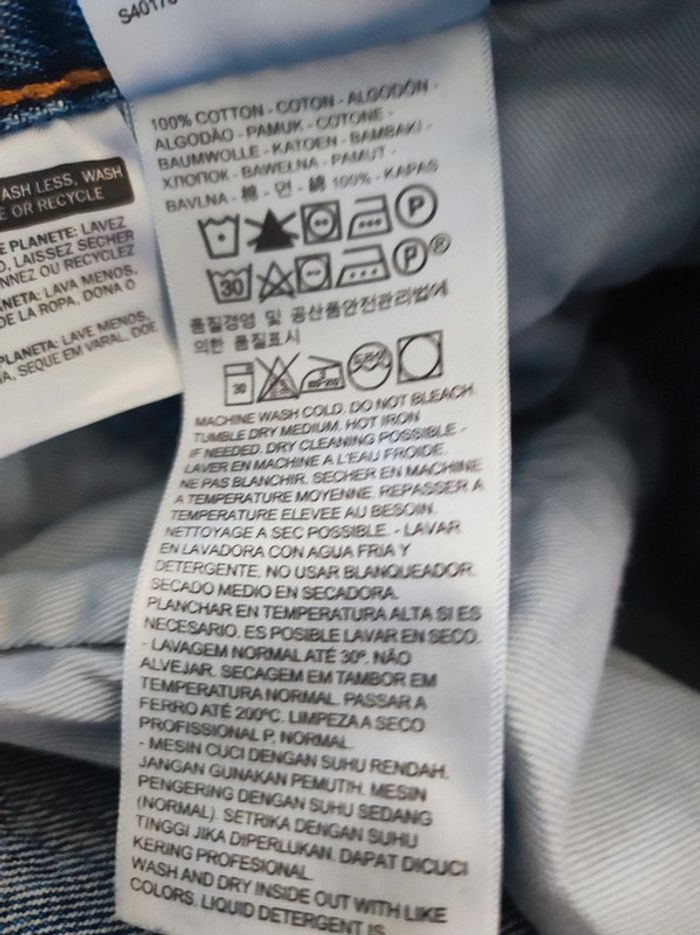 S4017
ASH LESS, WASH
E OR RECYCLE
E PLANETE: LAVEZ
O, LAISSEZ SECHER
NNEZ OU RECYCLEZ
NETA: LAVA MENOS,
DE LA ROPA, DONA O
PLANETA: LAVE MENOS,
A, SEQUE EM VARAL, DOE
100% COTTON - COTON - ALGODÓN -
ALGODÃO - PAMUK - COTONE -
BAUMWOLLE - KATOEN - BAMBAKI -
ХЛОПОК - BAWEŁNA - PAMUT -
BAVLNA - 棉 - 면 - 綿 100% - KAPAS
P
30 P ®
품질경영 및 공산품안전관리법에
의한 품질표시
30
MACHINE WASH COLD. DO NOT BLEACH.
TUMBLE DRY MEDIUM. HOT IRON
IF NEEDED. DRY CLEANING POSSIBLE -
LAVER EN MACHINE A L'EAU FROIDE.
NE PAS BLANCHIR. SECHER EN MACHINE
A TEMPERATURE MOYENNE. REPASSER A
TEMPERATURE ELEVEE AU BESOIN.
NETTOYAGE A SEC POSSIBLE. - LAVAR
EN LAVADORA CON AGUA FRIA Y
DETERGENTE. NO USAR BLANQUEADOR.
SECADO MEDIO EN SECADORA.
PLANCHAR EN TEMPERATURA ALTA SI ES
NECESARIO. ES POSIBLE LAVAR EN SECO.
- LAVAGEM NORMAL ATÉ 30º. NÃO
ALVEJAR. SECAGEM EM TAMBOR EM
TEMPERATURA NORMAL. PASSAR A
FERRO ATÉ 200ºC. LIMPEZA A SECO
PROFISSIONAL P, NORMAL.
- MESIN CUCI DENGAN SUHU RENDAH.
JANGAN GUNAKAN PEMUTIH. MESIN
PENGERING DENGAN SUHU SEDANG
(NORMAL). SETRIKA DENGAN SUHU
TINGGI JIKA DIPERLUKAN. DAPAT DICUCI
KERING PROFESIONAL.
WASH AND DRY INSIDE OUT WITH LIKE
COLORS. LIQUID DETERGENT IS